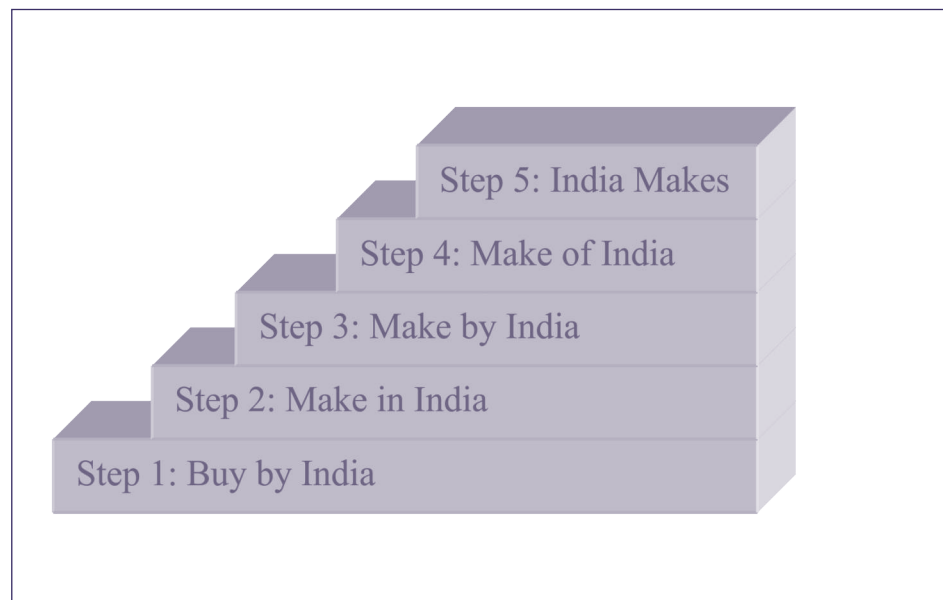 Step 5: India Makes
Step 4: Make of India
Step 3: Make by India
Step 2: Make in India
Step 1: Buy by India